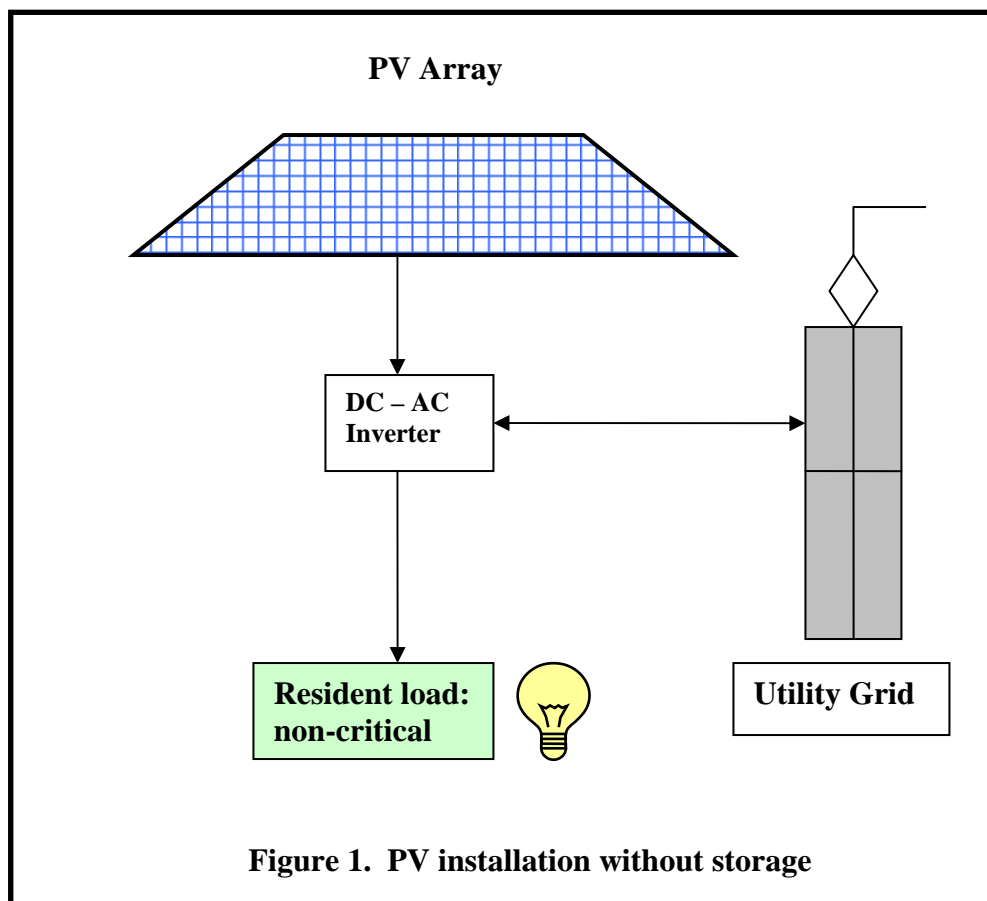 PV Array
DC – AC
Inverter
Resident load:
non-critical
Utility Grid
Figure 1.  PV installation without storage